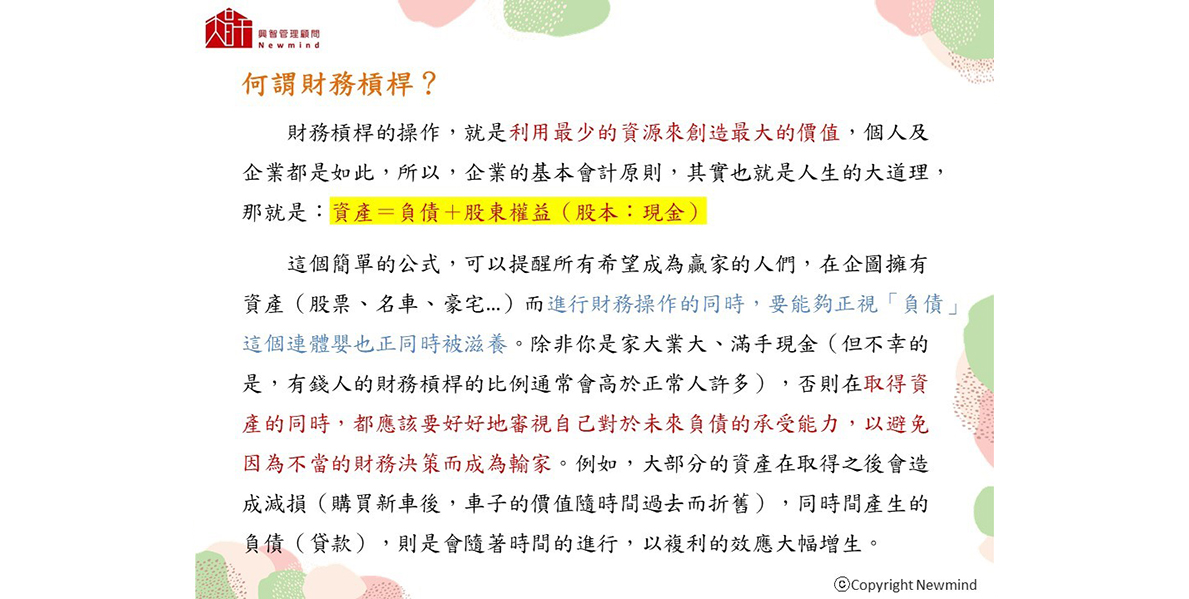 興智管理顧問
Newmind
何謂財務槓桿？
財務槓桿的操作，就是利用最少的資源來創造最大的價值，個人及
企業都是如此，所以，企業的基本會計原則，其實也就是人生的大道理，
那就是：資產＝負債＋股東權益（股本：現金）
這個簡單的公式，可以提醒所有希望成為贏家的人們，在企圖擁有
資產（股票、名車、豪宅...）而進行財務操作的同時，要能夠正視「負債」
這個連體嬰也正同時被滋養。除非你是家大業大、滿手現金（但不幸的
是，有錢人的財務槓桿的比例通常會高於正常人許多），否則在取得資
產的同時，都應該要好好地審視自己對於未來負債的承受能力，以避免
因為不當的財務決策而成為輸家。例如，大部分的資產在取得之後會造
成減損（購買新車後，車子的價值隨時間過去而折舊），同時間產生的
負債（貸款），則是會隨著時間的進行，以複利的效應大幅增生。
ⓒCopyright Newmind